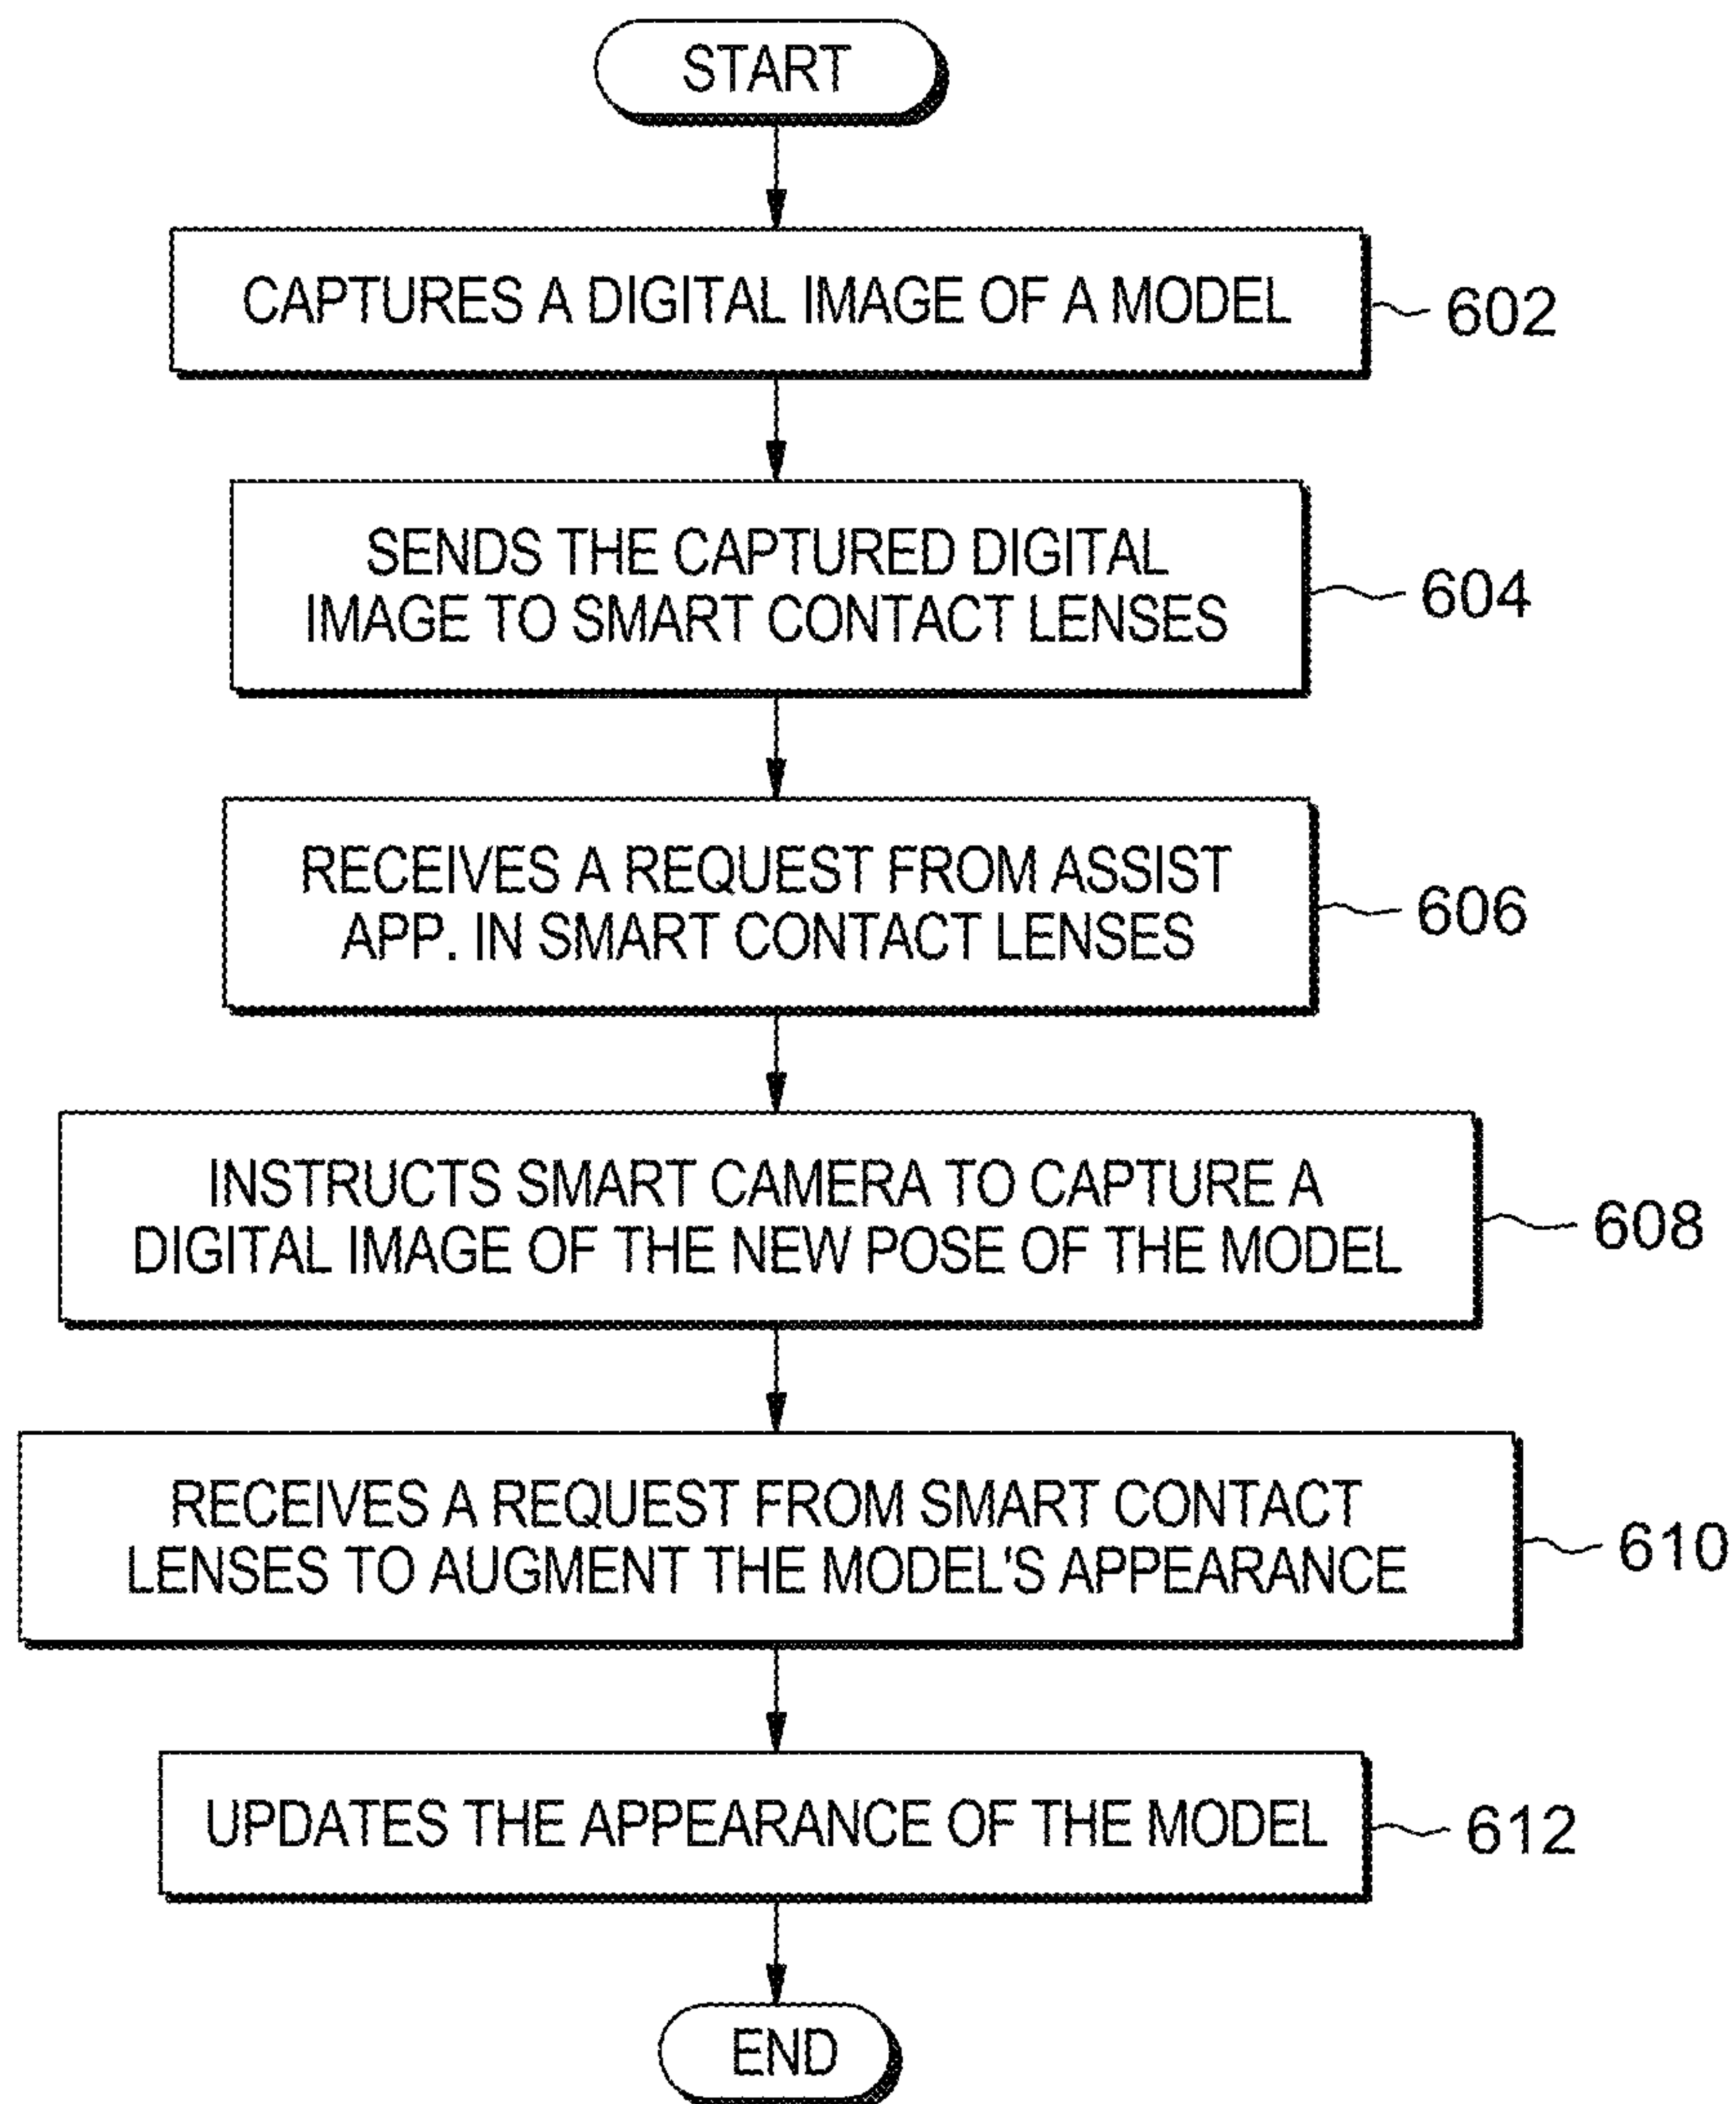 START
CAPTURES A DIGITAL IMAGE OF A MODEL
602
SENDS THE CAPTURED DIGITAL
IMAGE TO SMART CONTACT LENSES
604
RECEIVES A REQUEST FROM ASSIST
APP. IN SMART CONTACT LENSES
606
INSTRUCTS SMART CAMERA TO CAPTURE A
DIGITAL IMAGE OF THE NEW POSE OF THE MODEL
608
RECEIVES A REQUEST FROM SMART CONTACT
LENSES TO AUGMENT THE MODEL'S APPEARANCE
610
UPDATES THE APPEARANCE OF THE MODEL
612
END